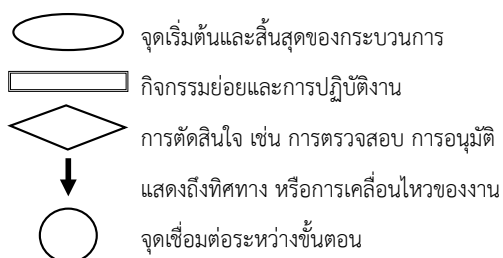 จุดเริ่มต้นและสิ้นสุดของกระบวนการ
กิจกรรมย่อยและการปฏิบัติงาน
การตัดสินใจ เช่น การตรวจสอบ การอนุมัติ
แสดงถึงทิศทาง หรือการเคลื่อนไหวของงาน
จุดเชื่อมต่อระหว่างขั้นตอน